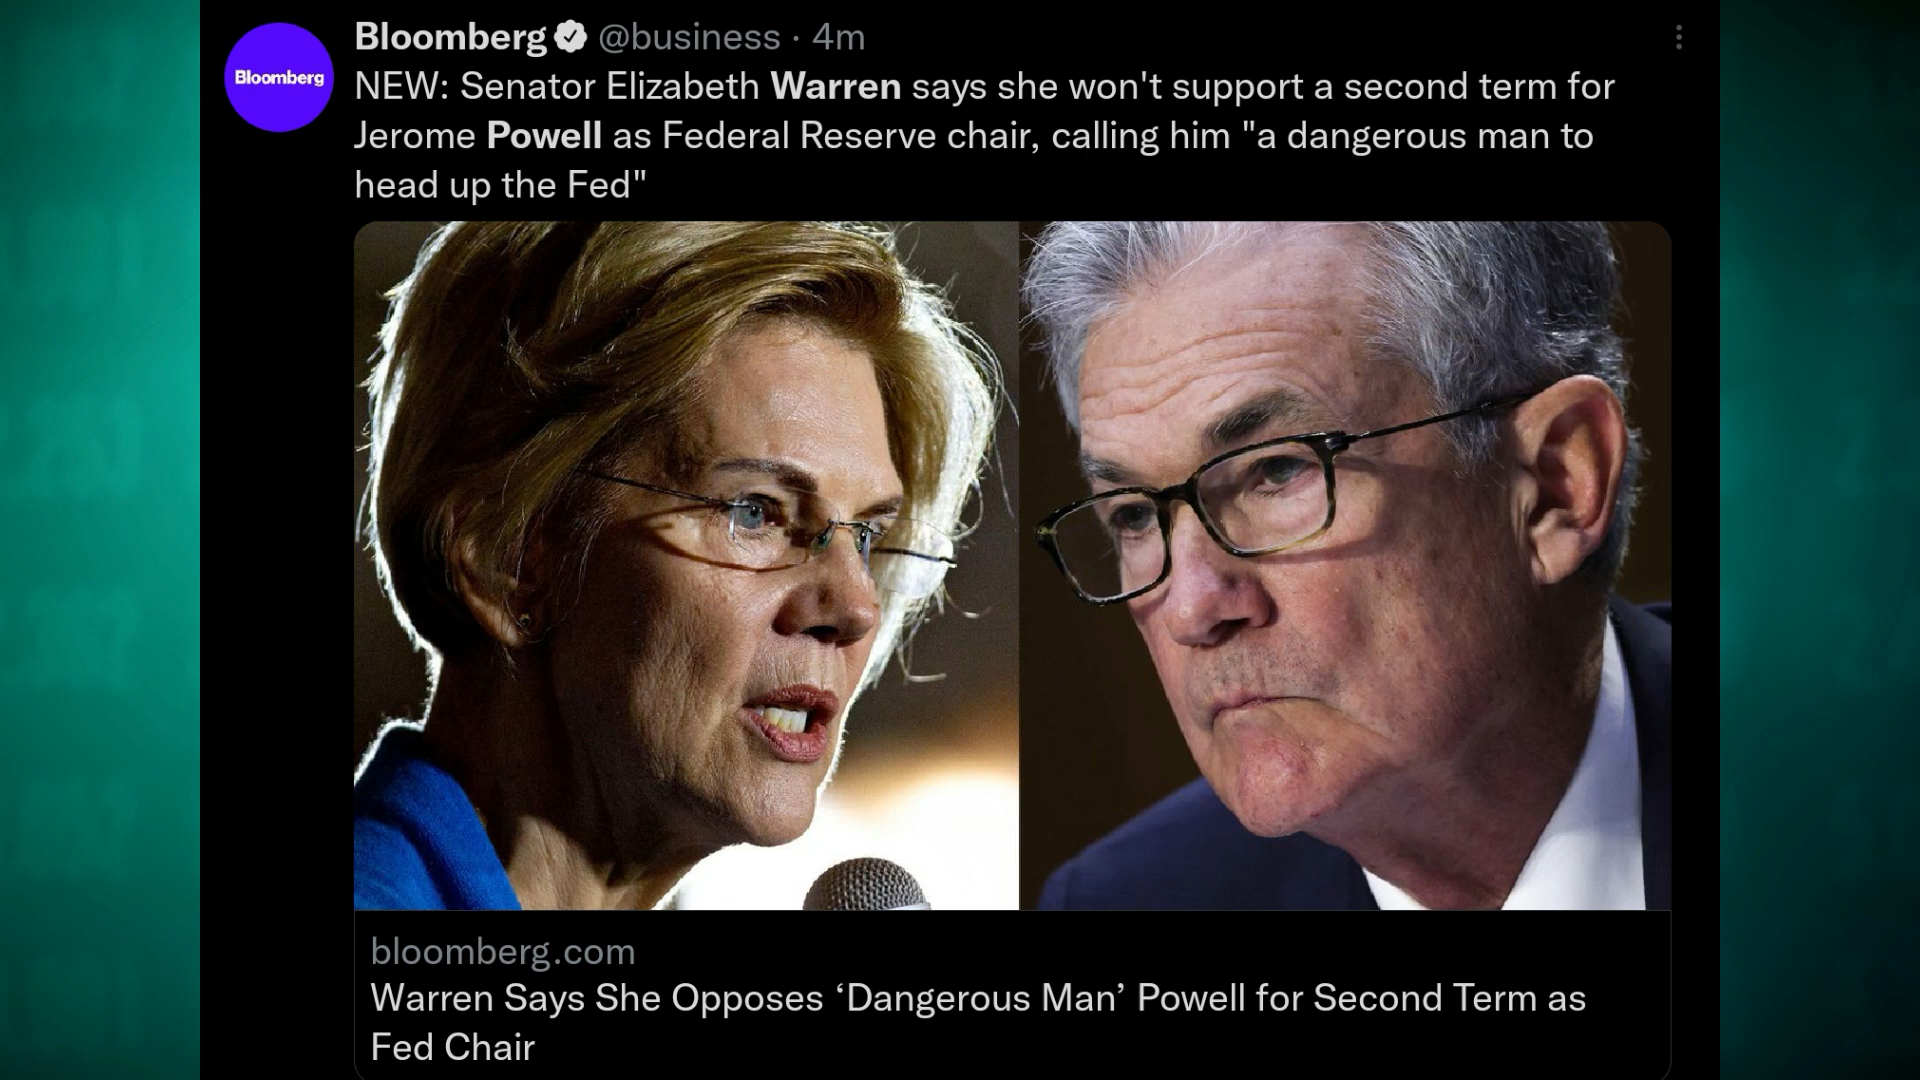 Bloomberg @business · 4m
Bloomberg
NEW: Senator Elizabeth Warren says she won't support a second term for
Jerome Powell as Federal Reserve chair, calling him "a dangerous man to
head up the Fed"
bloomberg.com
Warren Says She Opposes ‘Dangerous Man’ Powell for Second Term as
Fed Chair